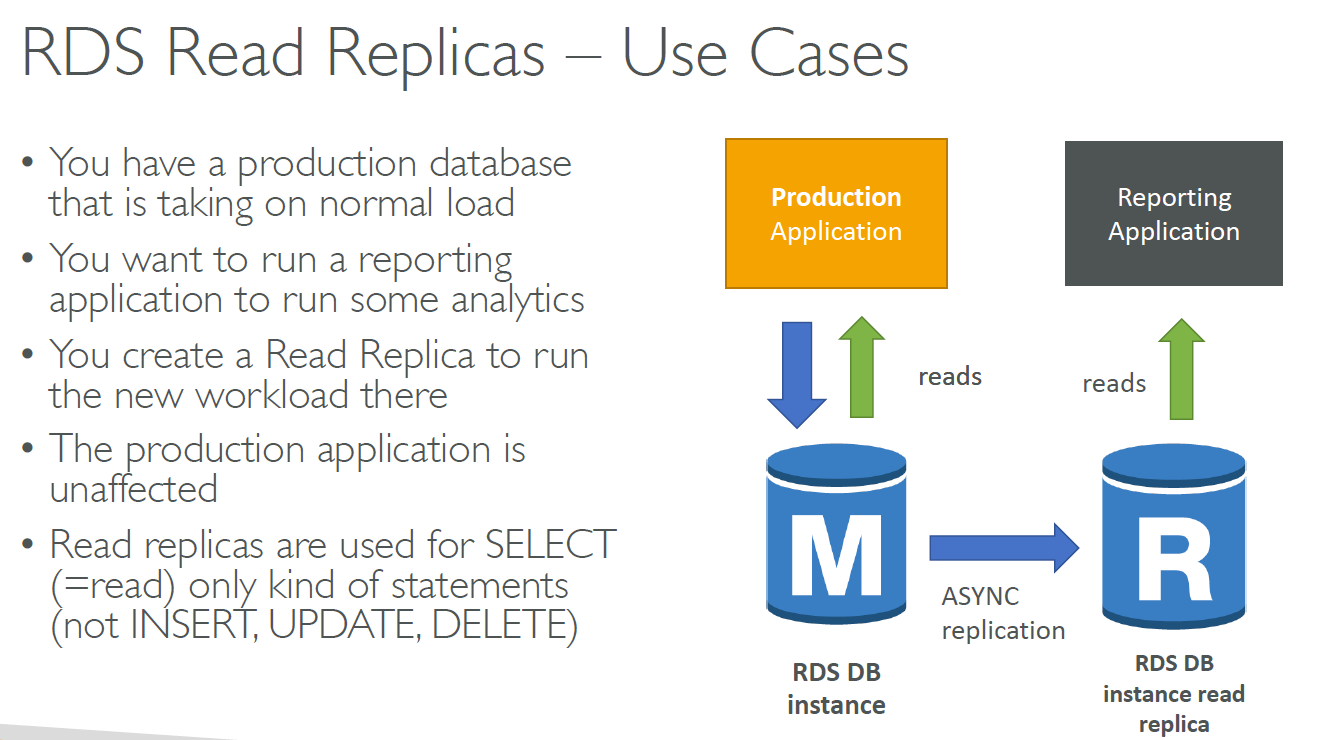 RDS Read Replicas – Use Cases
• You have a production database
that is taking on normal load
• You want to run a reporting
application to run some analytics
• You create a Read Replica to run
the new workload there
• The production application is
unaffected
• Read replicas are used for SELECT
(=read) only kind of statements
(not INSERT, UPDATE, DELETE)
Production
Application
Reporting
Application
reads
reads
M
R
ASYNC
replication
RDS DB
instance
RDS DB
instance read
replica